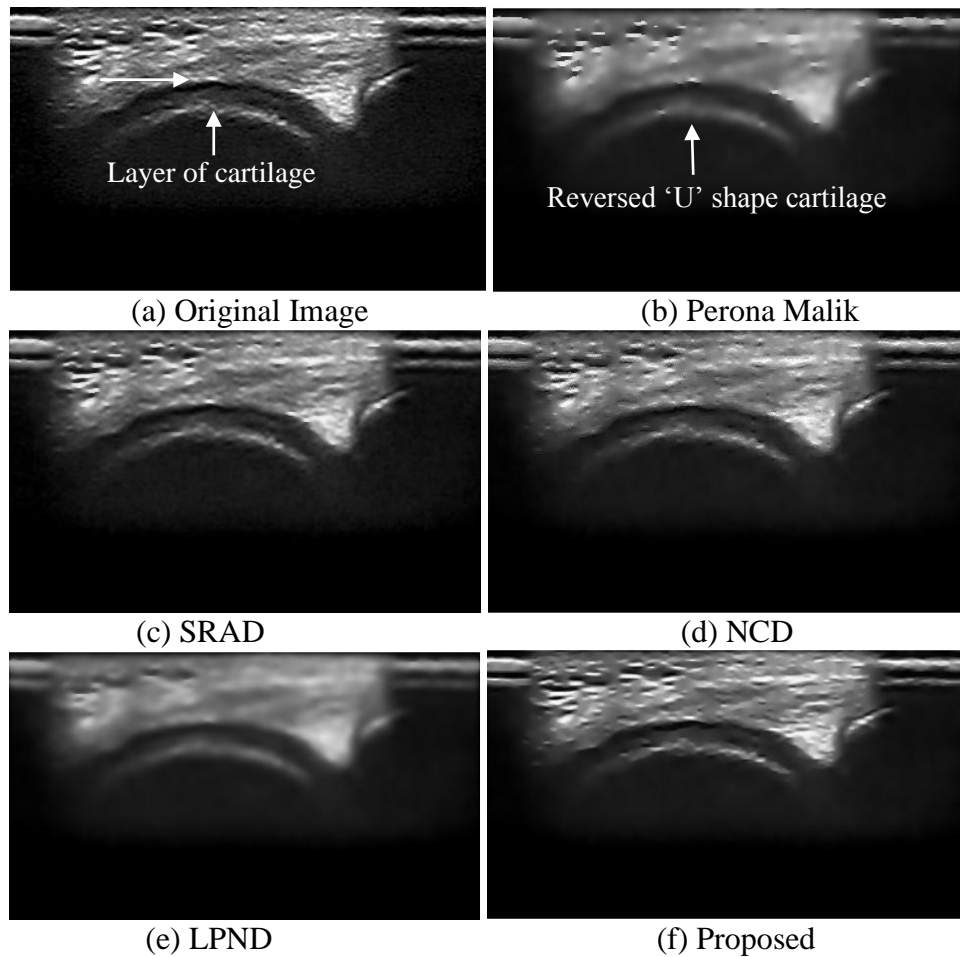 Layer of cartilage
Reversed ‘U’ shape cartilage
(a) Original Image
(b) Perona Malik
(c) SRAD
(d) NCD
(e) LPND
(f) Proposed